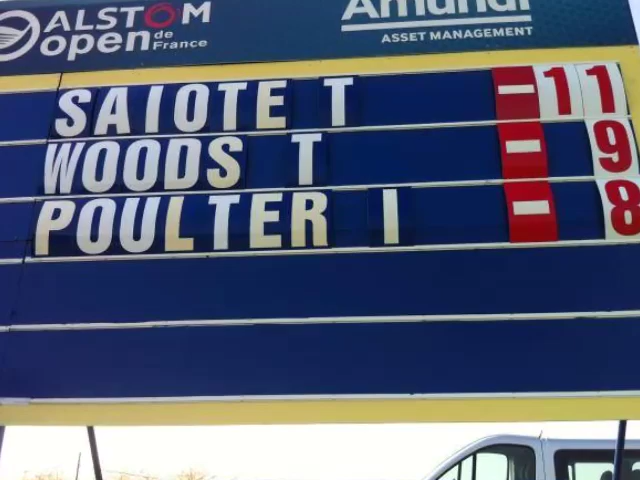 ALSTOM
open de France
Amundi
ASSET MANAGEMENT
SAIOTE T - 11
WOODS T - 9
POULTER I - 8